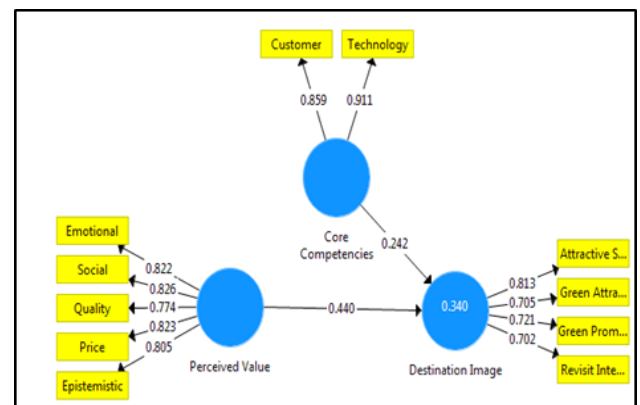 Customer
Technology
0.859
0.911
Core
Competencies
0.242
Emotional
Social
Quality
Price
Epistemistic
0.822
0.826
0.774
0.823
0.805
Perceived Value
0.440
0.340
Destination Image
0.813
0.705
0.721
0.702
Attractive S...
Green Attra...
Green Prom...
Revisit Inte...